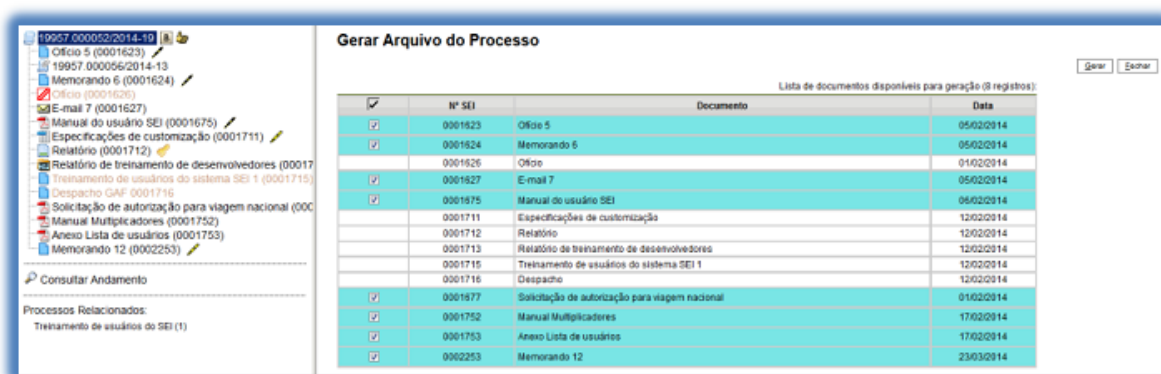 19957.000052/2014-19
Ofício 5 (0001623)
19957.000056/2014-13
Memorando 6 (0001624)
Ofício (0001626)
E-mail 7 (0001627)
Manual do usuário SEI (0001675)
Especificações de customização (0001711)
Relatório (0001712)
Relatório de treinamento de desenvolvedores (00017
Treinamento de usuários do sistema SEI 1 (0001715)
Despacho GAF 0001716
Solicitação de autorização para viagem nacional (000
Manual Multiplicadores (0001752)
Anexo Lista de usuários (0001753)
Memorando 12 (0002253)
Consultar Andamento
Processos Relacionados:
Treinamento de usuários do SEI (1)
Gerar Arquivo do Processo
Gerar Fechar
Lista de documentos disponíveis para geração (8 registros):
Nº SEI Documento Data
0001623 Ofício 5 05/02/2014
0001624 Memorando 6 05/02/2014
0001626 Ofício 01/02/2014
0001627 E-mail 7 05/02/2014
0001675 Manual do usuário SEI 06/02/2014
0001711 Especificações de customização 12/02/2014
0001712 Relatório 12/02/2014
0001713 Relatório de treinamento de desenvolvedores 12/02/2014
0001715 Treinamento de usuários do sistema SEI 1 12/02/2014
0001716 Despacho 12/02/2014
0001677 Solicitação de autorização para viagem nacional 01/02/2014
0001752 Manual Multiplicadores 17/02/2014
0001753 Anexo Lista de usuários 17/02/2014
0002253 Memorando 12 23/03/2014